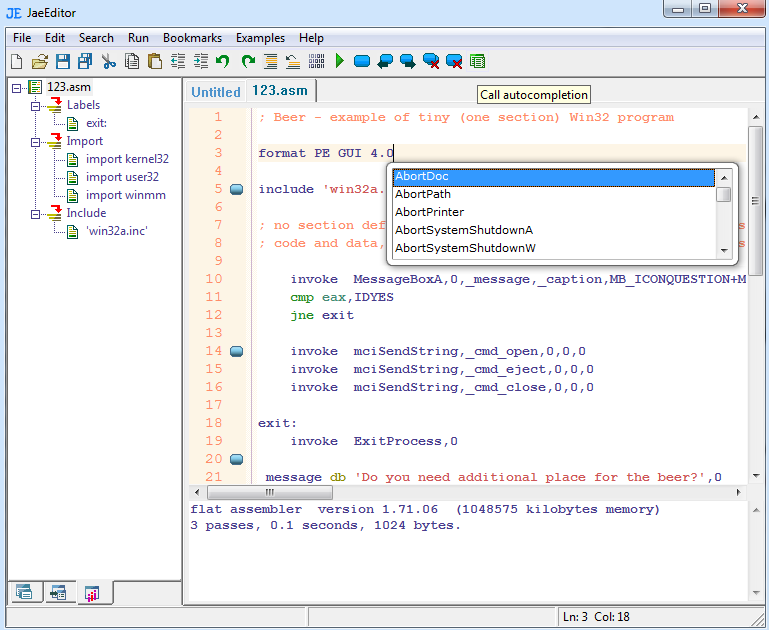 JE JaeEditor
File Edit Search Run Bookmarks Examples Help
123.asm
Labels
exit:
Import
import kernel32
import user32
import winmm
Include
'win32a.inc'
Untitled 123.asm
Call autocompletion
1 ; Beer - example of tiny (one section) Win32 program
2
3 format PE GUI 4.0
4
5 include 'win32a.
6
7 ; no section def
8 ; code and data,
9
AbortDoc
AbortPath
AbortPrinter
AbortSystemShutdownA
AbortSystemShutdownW
10 invoke MessageBoxA,0,_message,_caption,MB_ICONQUESTION+M
11 cmp eax,IDYES
12 jne exit
13
14 invoke mciSendString,_cmd_open,0,0,0
15 invoke mciSendString,_cmd_eject,0,0,0
16 invoke mciSendString,_cmd_close,0,0,0
17
18 exit:
19 invoke ExitProcess,0
20
21 message db 'Do you need additional place for the beer?',0
flat assembler version 1.71.06 (1048575 kilobytes memory)
3 passes, 0.1 seconds, 1024 bytes.
Ln: 3 Col: 18